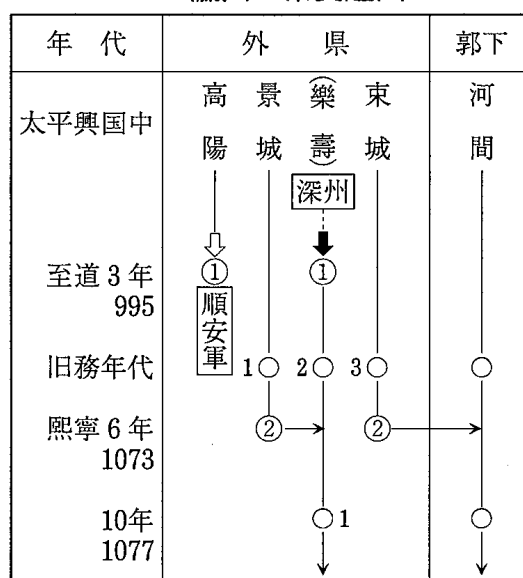 年代 外県 郭下
太平興国中 高陽 景城 (樂壽) 東城 河間
深州
至道3年 ① ①
995 順安軍
旧務年代 1○ 2○ 3○ ○
熙寧6年 ② ②
1073
10年 ○1 ○
1077